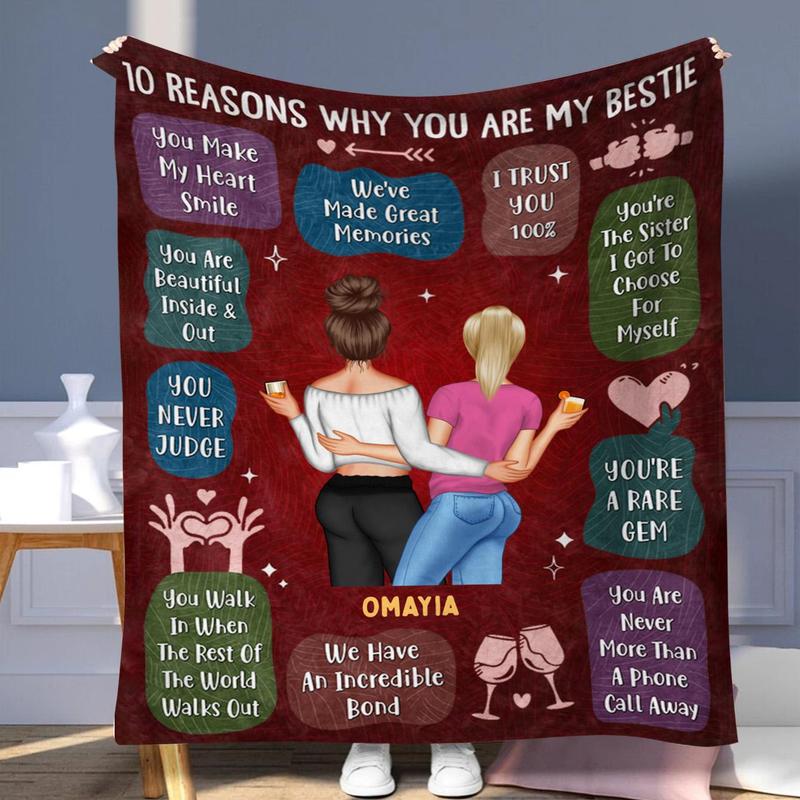 10 REASONS WHY YOU ARE MY BESTIE
You Make
My Heart
Smile
We've
Made Great
Memories
I TRUST
YOU
100%
You're
The Sister
I Got To
Choose
For
Myself
You Are
Beautiful
Inside &
Out
YOU
NEVER
JUDGE
YOU'RE
A RARE
GEM
OMAYIA
You Walk
In When
The Rest Of
The World
Walks Out
We Have
An Incredible
Bond
You Are
Never
More Than
A Phone
Call Away